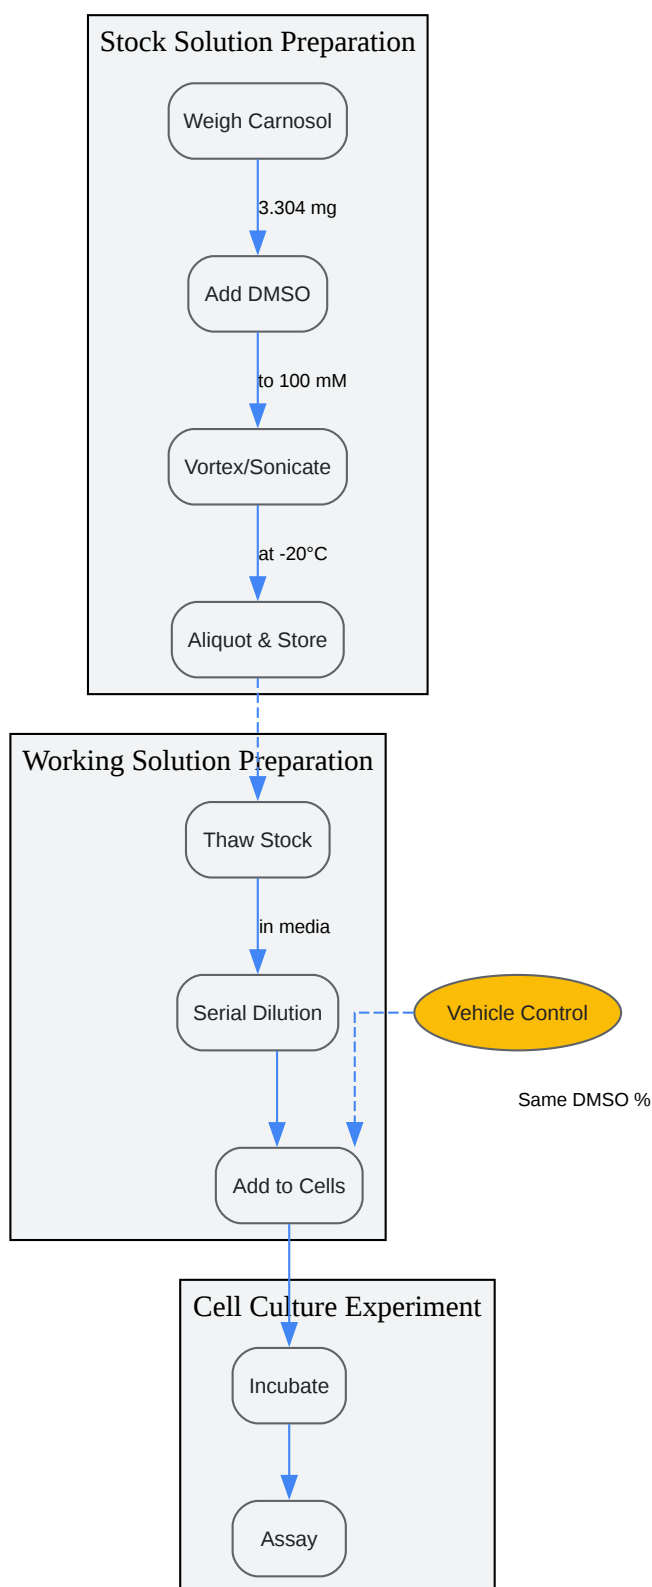 Stock Solution Preparation
Weigh Carnosol
3.304 mg
Add DMSO
to 100 mM
Vortex/Sonicate
at -20°C
Aliquot & Store
Working Solution Preparation
Thaw Stock
in media
Serial Dilution
Vehicle Control
Same DMSO %
Add to Cells
Cell Culture Experiment
Incubate
Assay